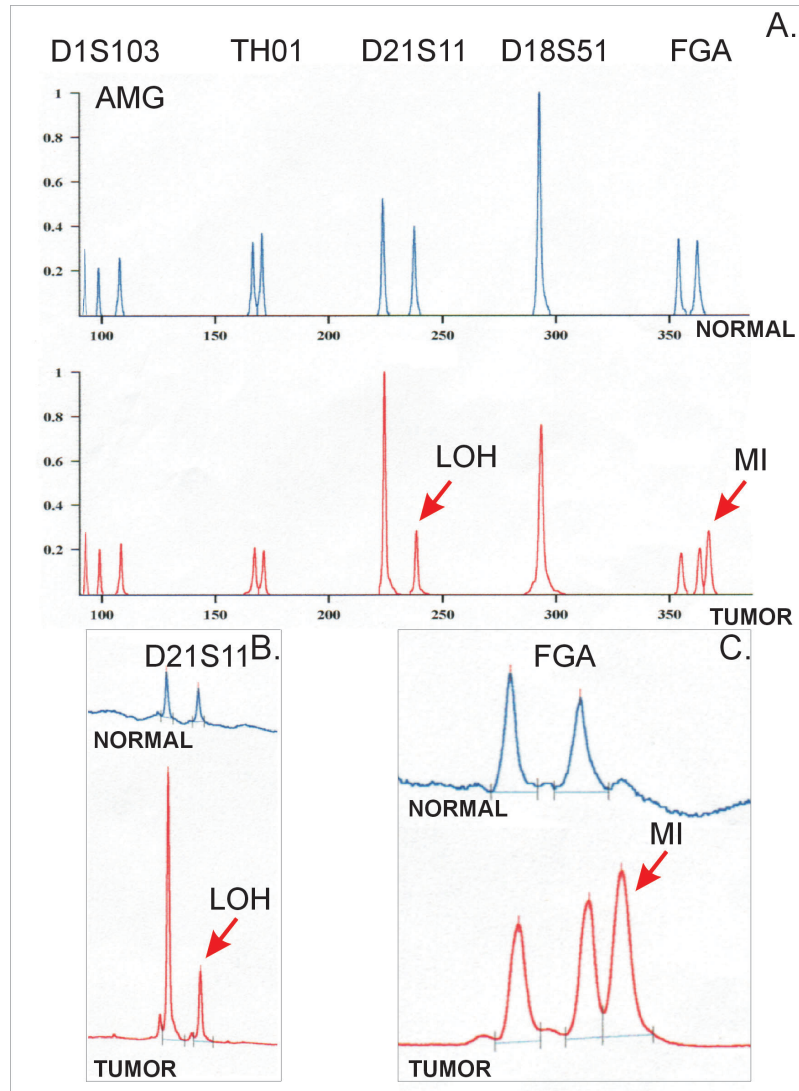 A.
D1S103 TH01 D21S11 D18S51 FGA
AMG
1
0.8
0.6
0.4
0.2
100 150 200 250 300 350 NORMAL
1
0.8
0.6
0.4
0.2
LOH MI
100 150 200 250 300 350 TUMOR
D21S11 B.
NORMAL
LOH
TUMOR
FGA C.
NORMAL
MI
TUMOR